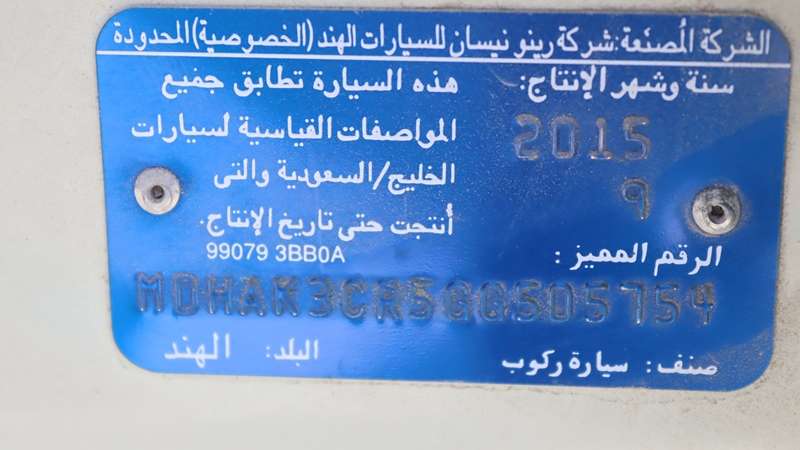 الشركة المُصنعة: شركة رينو نيسان للسيارات الهند (الخصوصية) المحدودة
سنة وشهر الإنتاج:
2015
9
هذه السيارة تطابق جميع
المواصفات القياسية لسيارات
الخليج/السعودية والتى
أنتجت حتى تاريخ الإنتاج.
99079 3BB0A
الرقم المميز :
MDHAK3CR5GG505754
صنف: سيارة ركوب
البلد: الهند